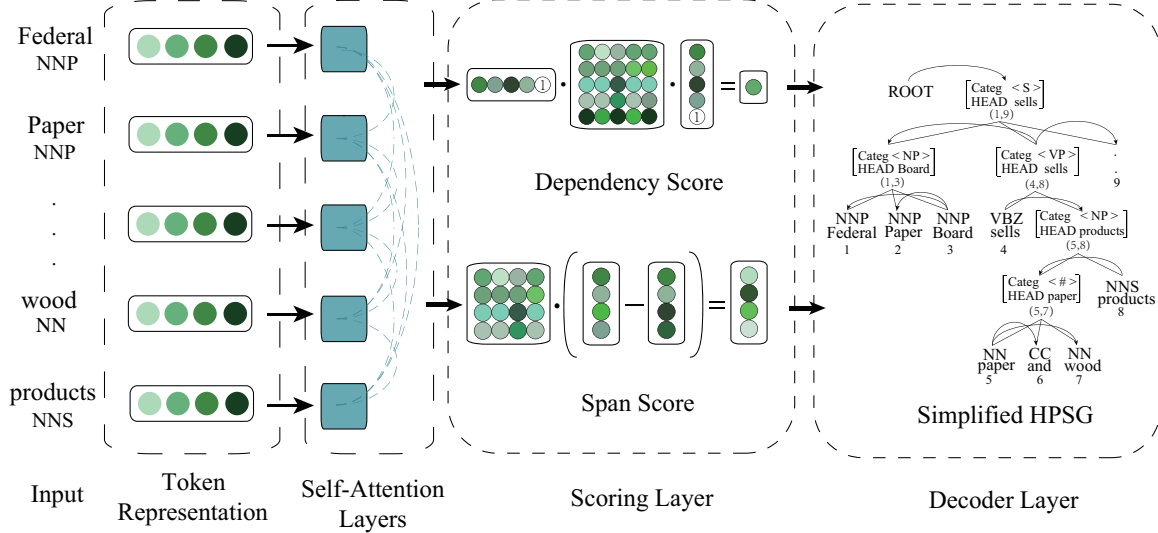 Federal
NNP
Paper
NNP
.
.
.
wood
NN
products
NNS
Input
Token
Representation
Self-Attention
Layers
1
=
1
Dependency Score
−
=
Span Score
Scoring Layer
ROOT
[Categ <S>
HEAD sells]
(1,9)
[Categ <NP>
HEAD Board]
(1,3)
[Categ <VP>
HEAD sells]
(4,8)
.
.
9
NNP NNP NNP
Federal Paper Board
1 2 3
VBZ
sells
4
[Categ <NP>
HEAD products]
(5,8)
[Categ <#>
HEAD paper]
(5,7)
NNS
products
8
NN CC NN
paper and wood
5 6 7
Simplified HPSG
Decoder Layer